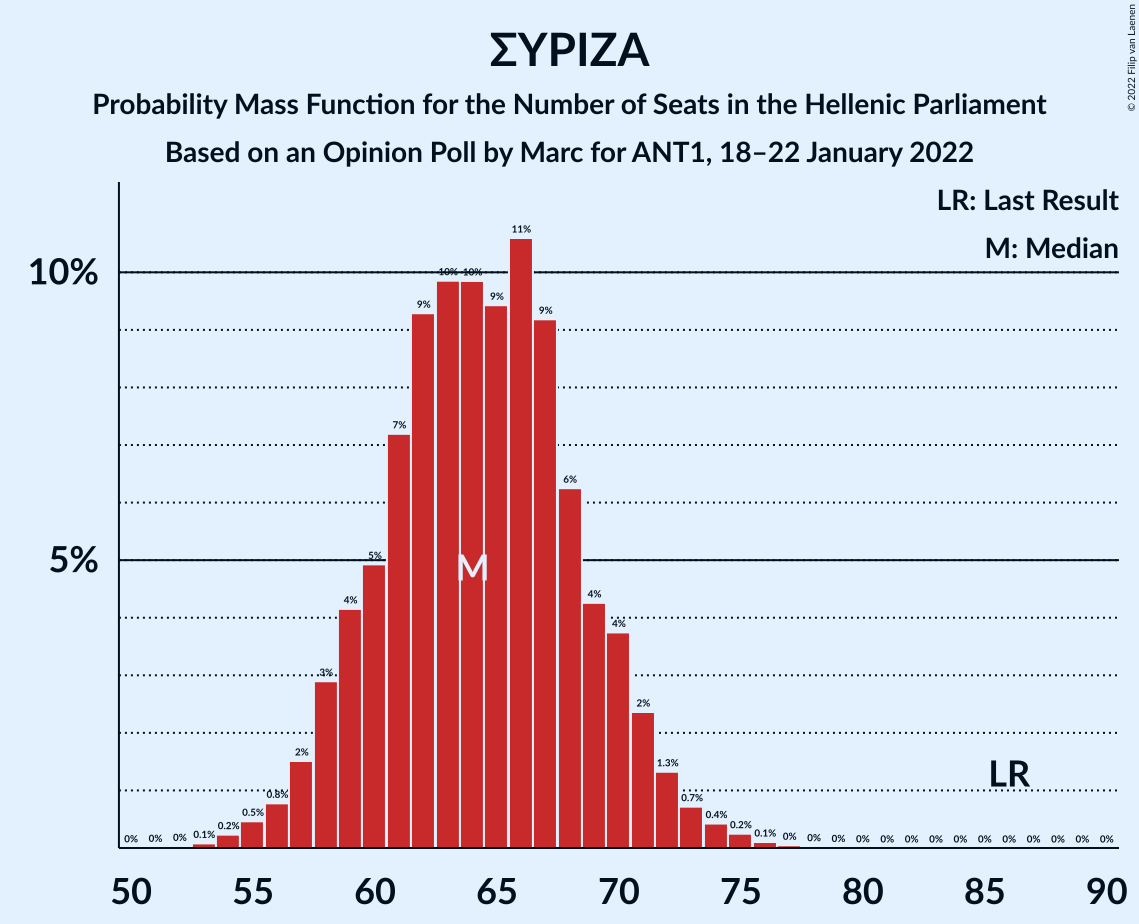 ΣΥΡΙΖΑ
Probability Mass Function for the Number of Seats in the Hellenic Parliament
Based on an Opinion Poll by Marc for ANT1, 18–22 January 2022
© 2022 Filip van Laenen
LR: Last Result
M: Median
10%
5%
0% 0% 0% 0.1% 0.2% 0.5% 0.8% 2% 3% 4% 5% 7% 9% 10% 10% 9% 11% 9% 6% 4% 4% 2% 1.3% 0.7% 0.4% 0.2% 0.1% 0% 0% 0% 0% 0% 0% 0% 0% 0% 0% 0% 0% 0% 0%
M
LR
50 55 60 65 70 75 80 85 90